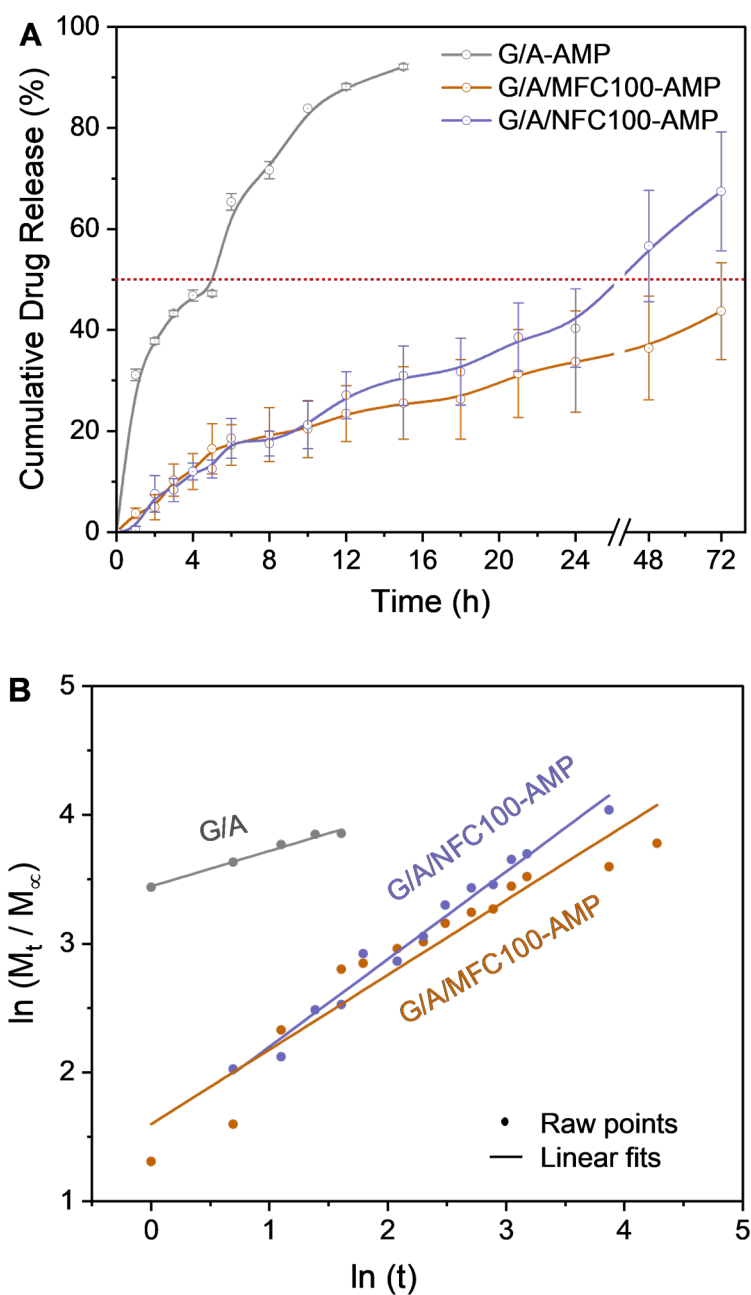 A
100
80
60
40
20
0
Cumulative Drug Release (%)
G/A-AMP
G/A/MFC100-AMP
G/A/NFC100-AMP
0 4 8 12 16 20 24 48 72
Time (h)
B
5
4
3
2
1
ln (Mt / M∝)
G/A
G/A/NFC100-AMP
G/A/MFC100-AMP
Raw points
Linear fits
0 1 2 3 4 5
ln (t)